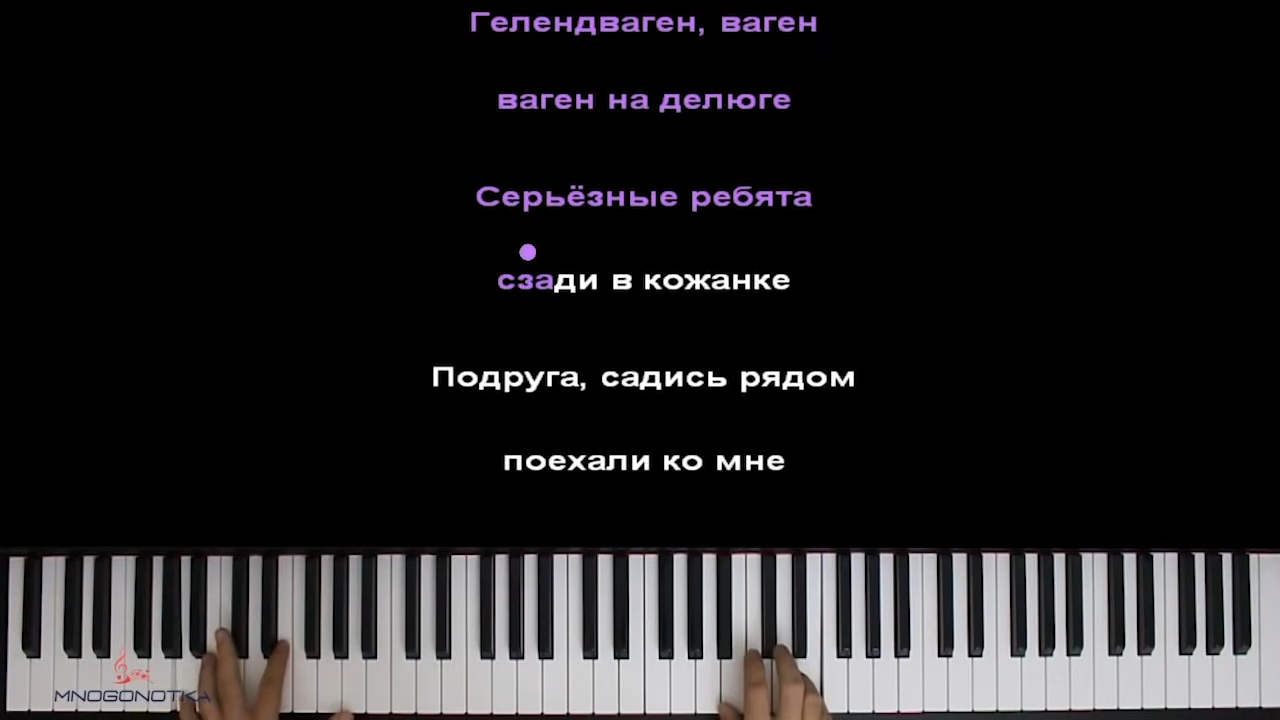 Гелендваген, ваген
ваген на делюге
Серьёзные ребята
сзади в кожанке
Подруга, садись рядом
поехали ко мне
MNOGONOTKA